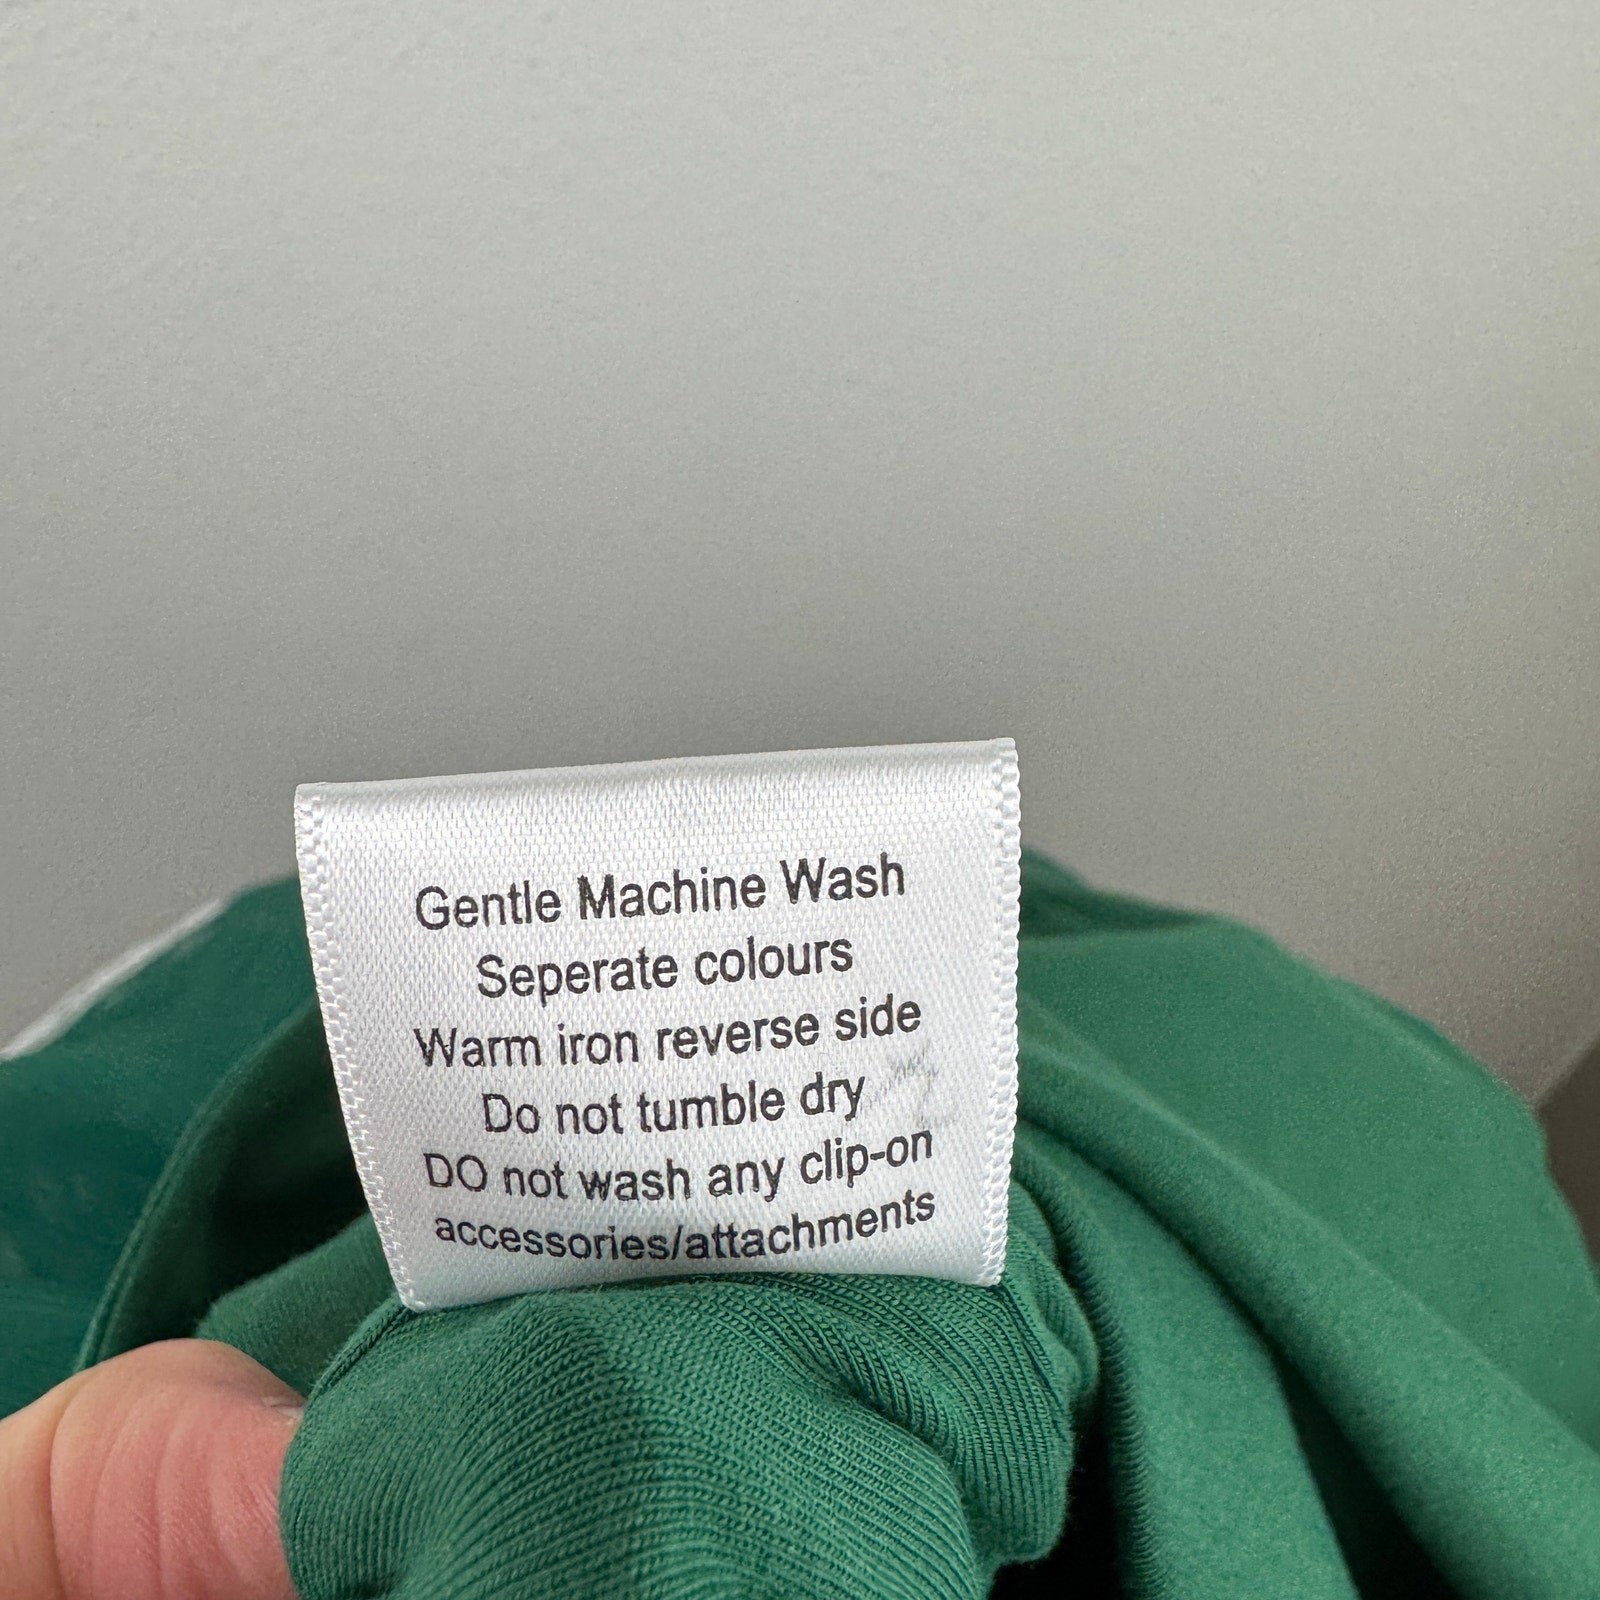 Gentle Machine Wash
Seperate colours
Warm iron reverse side
Do not tumble dry
DO not wash any clip-on
accessories/attachments